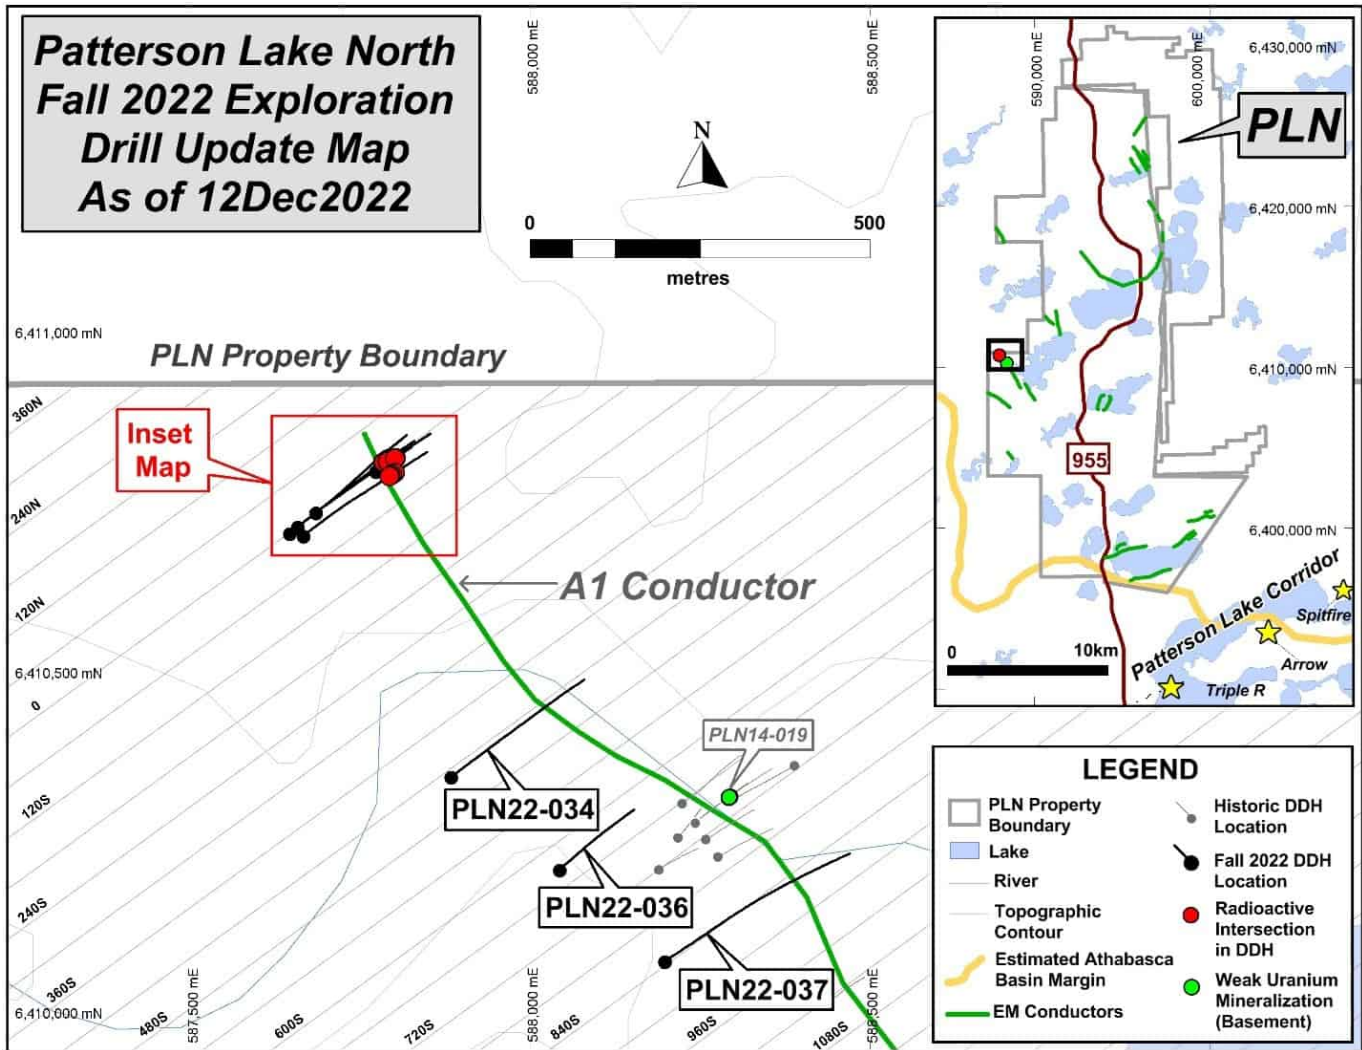 Patterson Lake North
Fall 2022 Exploration
Drill Update Map
As of 12Dec2022
588,000 mE
588,500 mE
N
0
500
metres
6,411,000 mN
PLN Property Boundary
360N
Inset
Map
240N
A1 Conductor
120N
6,410,500 mN
0
PLN14-019
120S
PLN22-034
PLN22-036
240S
PLN22-037
360S
6,410,000 mN
480S
587,500 mE
600S
720S
588,000 mE
840S
960S
1080S
588,500 mE
590,000 mE
600,000 mE
6,430,000 mN
PLN
6,420,000 mN
6,410,000 mN
955
6,400,000 mN
Patterson Lake Corridor
Spitfire
0
10km
Arrow
Triple R
LEGEND
PLN Property
Boundary
Lake
River
Topographic
Contour
Estimated Athabasca
Basin Margin
EM Conductors
Historic DDH
Location
Fall 2022 DDH
Location
Radioactive
Intersection
in DDH
Weak Uranium
Mineralization
(Basement)